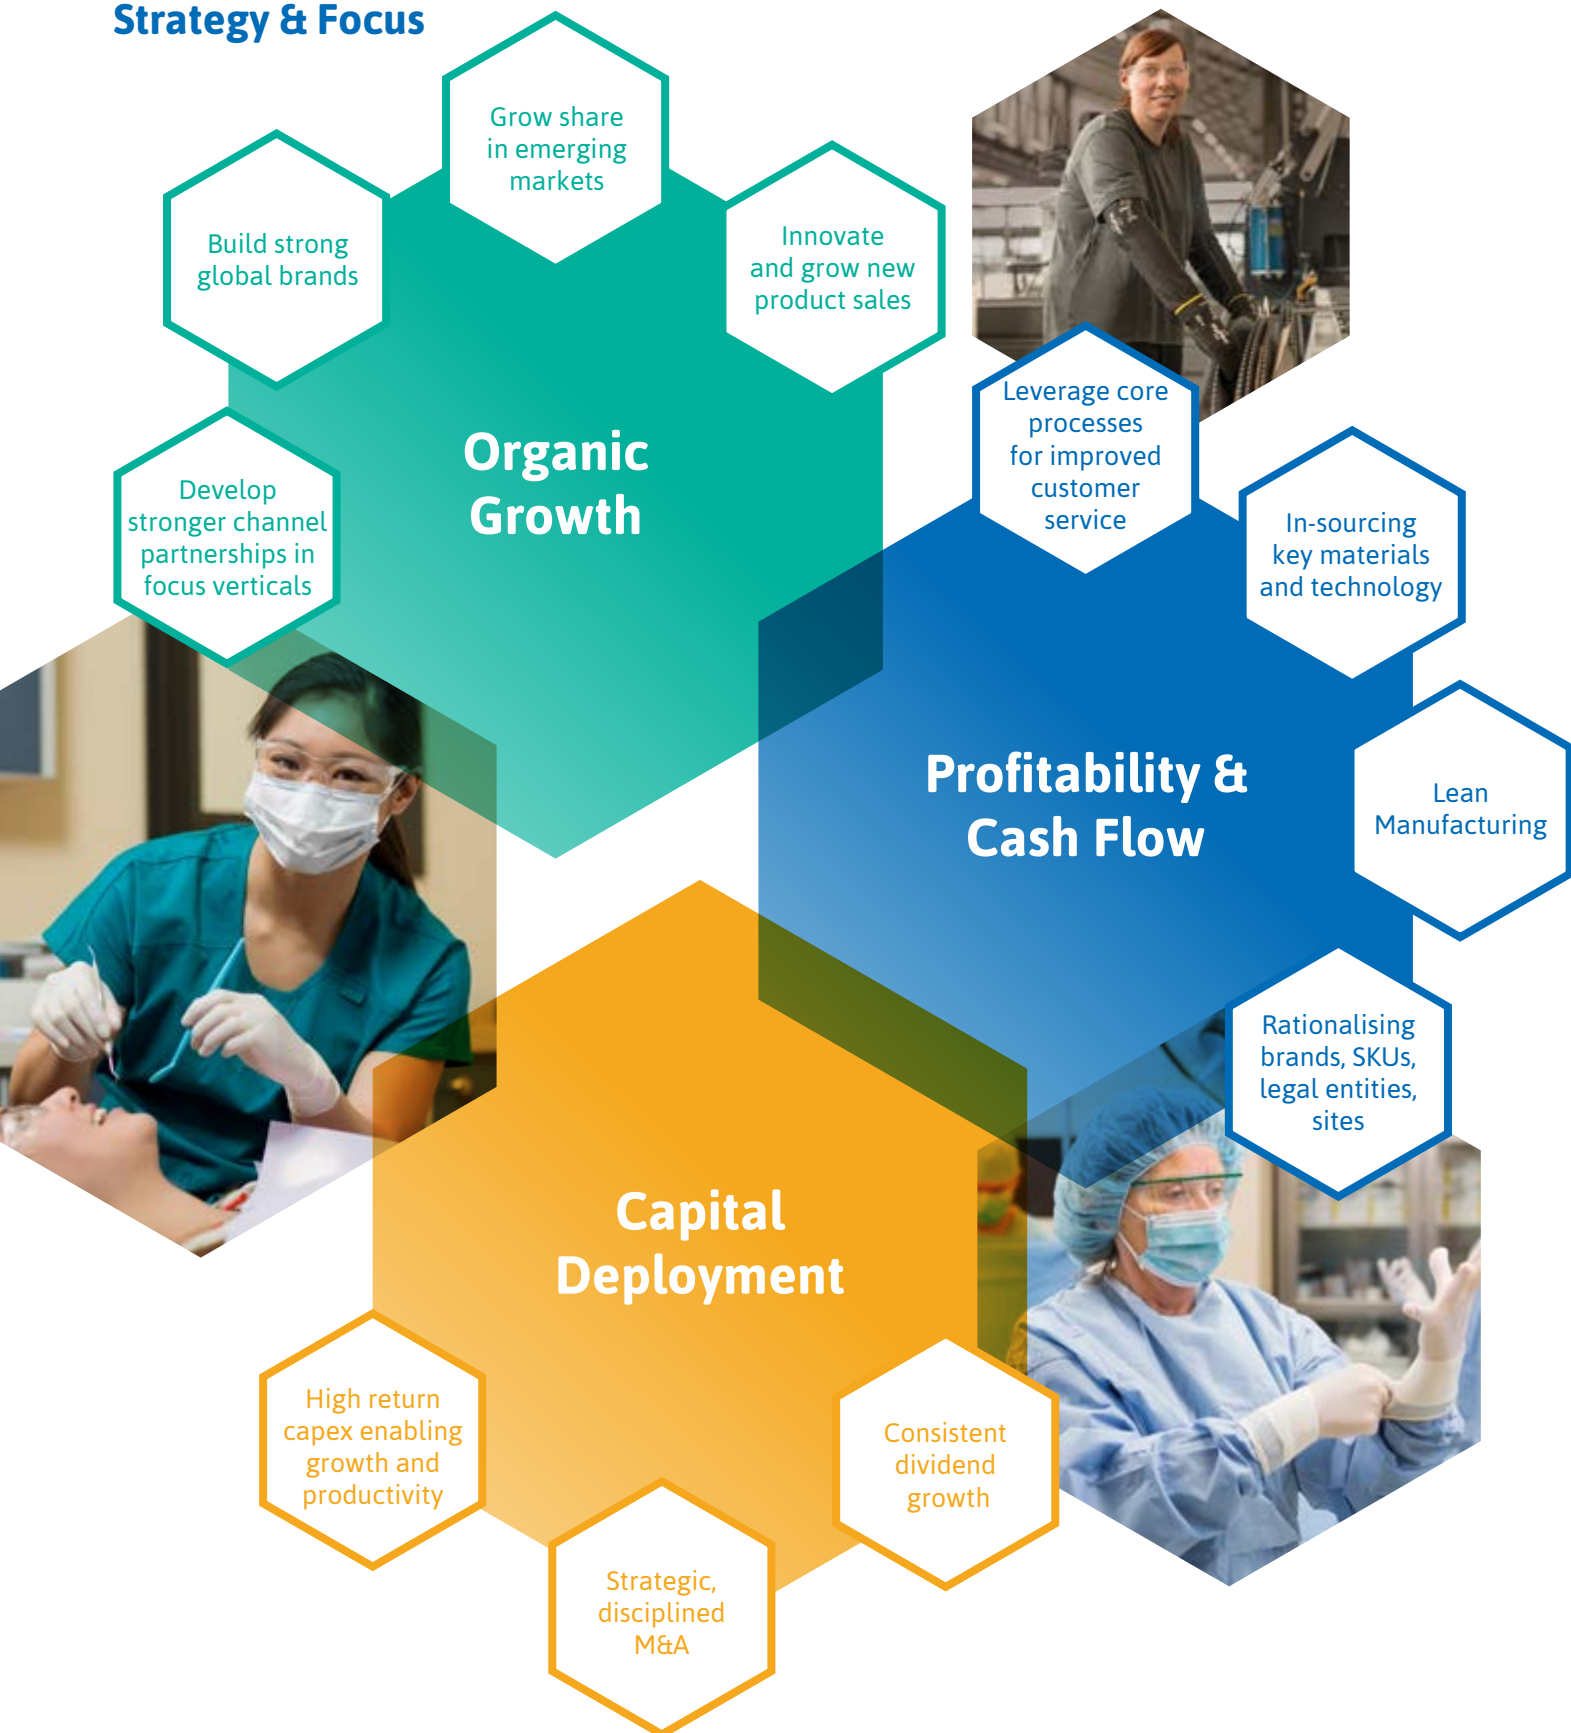 Strategy & Focus
Grow share
in emerging
markets
Build strong
global brands
Innovate
and grow new
product sales
Develop
stronger channel
partnerships in
focus verticals
Organic
Growth
Leverage core
processes
for improved
customer
service
In-sourcing
key materials
and technology
Lean
Manufacturing
Profitability &
Cash Flow
Rationalising
brands, SKUs,
legal entities,
sites
Capital
Deployment
High return
capex enabling
growth and
productivity
Strategic,
disciplined
M&A
Consistent
dividend
growth